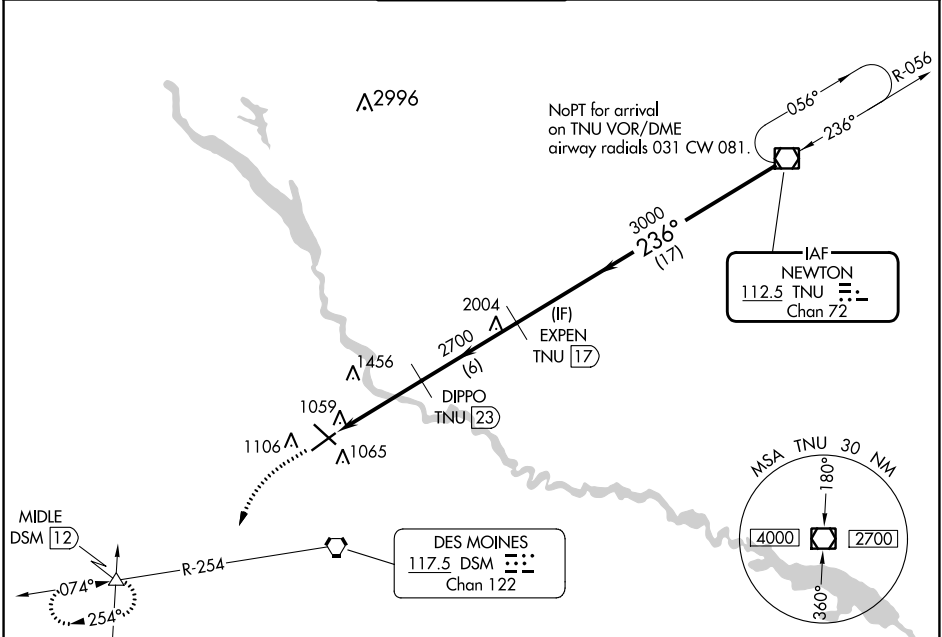 2996
NoPT for arrival
on TNU VOR/DME
airway radials 031 CW 081.
056°
R-056
236°
3000
236°
(17)
IAF
NEWTON
112.5 TNU
Chan 72
2004
(IF)
EXPEN
TNU 17
2700
(6)
1456
DIPPO
TNU 23
1059
1106
1065
MIDLE
DSM 12
R-254
074°
254°
DES MOINES
117.5 DSM
Chan 122
MSA TNU 30 NM
180°
4000
2700
360°